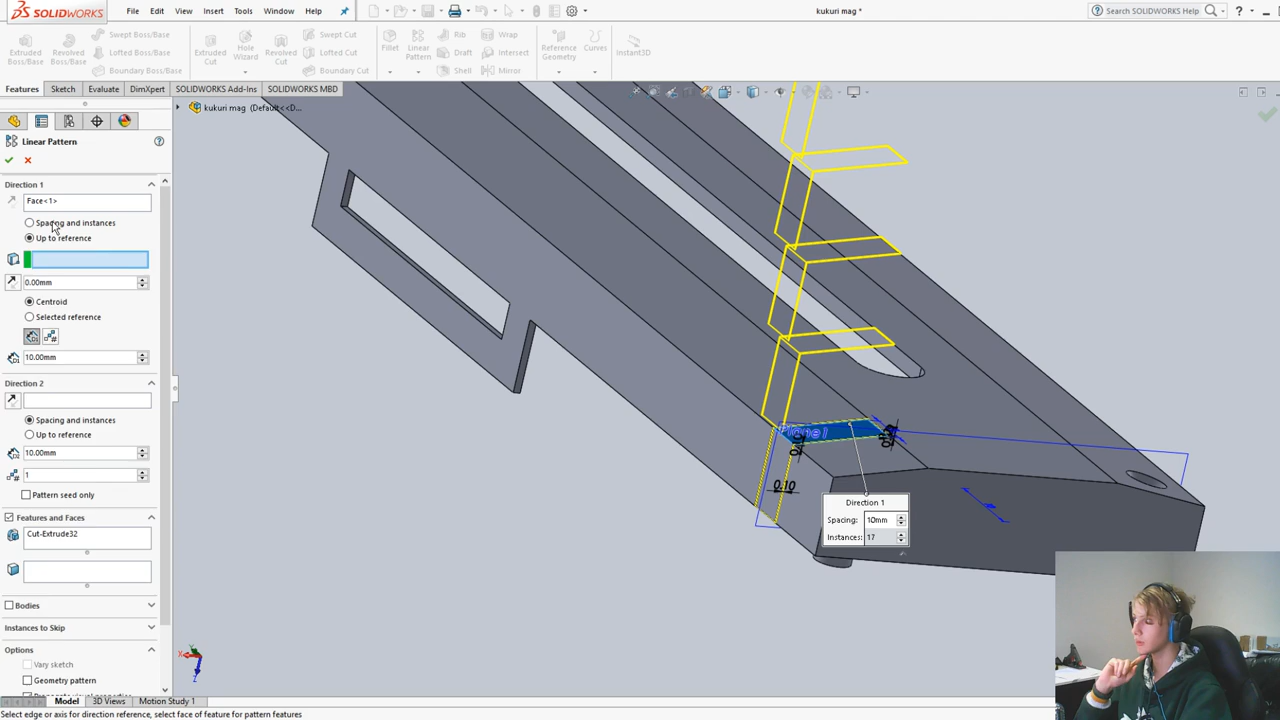 SOLIDWORKS File Edit View Insert Tools Window Help kukuri mag * Search SOLIDWORKS Help ?
Extruded Boss/Base
Revolved Boss/Base
Swept Boss/Base
Lofted Boss/Base
Boundary Boss/Base
Extruded Cut
Hole Wizard
Revolved Cut
Swept Cut
Lofted Cut
Boundary Cut
Fillet
Linear Pattern
Rib
Draft
Shell
Wrap
Intersect
Mirror
Reference Geometry
Curves
Instant3D
Features Sketch Evaluate DimXpert SOLIDWORKS Add-Ins SOLIDWORKS MBD
kukuri mag (Default<<D...
Linear Pattern
Direction 1
Face<1>
Spacing and instances
Up to reference
0.00mm
Centroid
Selected reference
10.00mm
Direction 2
Spacing and instances
Up to reference
10.00mm
1
Pattern seed only
Features and Faces
Cut-Extrude32
Bodies
Instances to Skip
Options
Vary sketch
Geometry pattern
Plane1
0.10
Direction 1
Spacing: 10mm
Instances: 17
Model 3D Views Motion Study 1
Select edge or axis for direction reference, select face of feature for pattern features